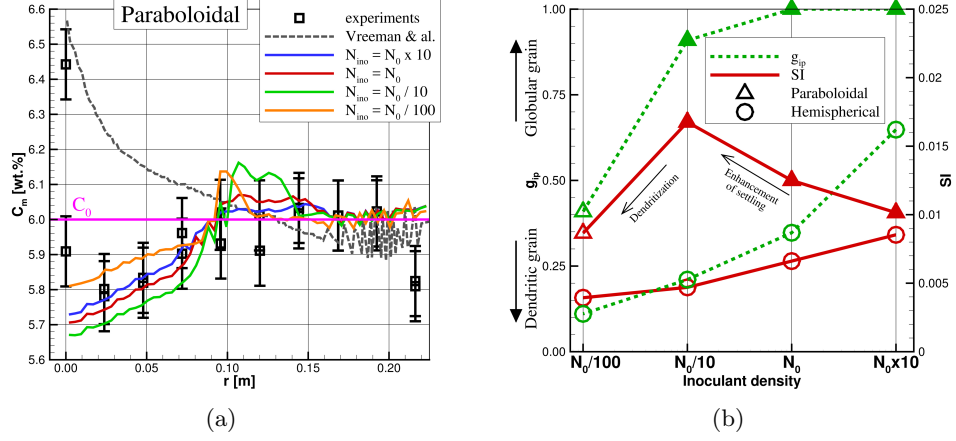 Paraboloidal
experiments
Vreeman & al.
N_ino = N_0 x 10
N_ino = N_0
N_ino = N_0 / 10
N_ino = N_0 / 100
C_0
C_m [wt.%]
6.6
6.5
6.4
6.3
6.2
6.1
6.0
5.9
5.8
5.7
5.6
0.00
0.05
0.10
0.15
0.20
r [m]
(a)
g_ip
SI
Paraboloidal
Hemispherical
Globular grain
g_ip
Dendritic grain
1.00
0.75
0.50
0.25
0.00
Dendritization
Enhancement
of settling
0.025
0.02
0.015
0.01
0.005
0
SI
N_0/100
N_0/10
N_0
N_0x10
Inoculant density
(b)